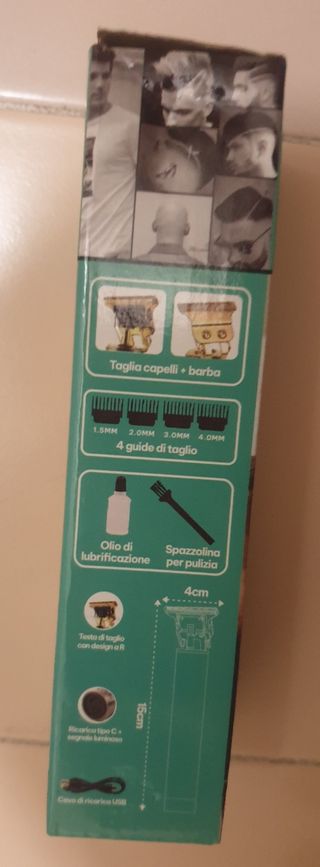 Taglia capelli + barba
1.5MM 2.0MM 3.0MM 4.0MM
4 guide di taglio
Olio di
lubrificazione
Spazzolina
per pulizia
4cm
15cm
Testa di taglio
con design a R
Ricarica tipo C +
segnale luminoso
Cavo di ricarica USB